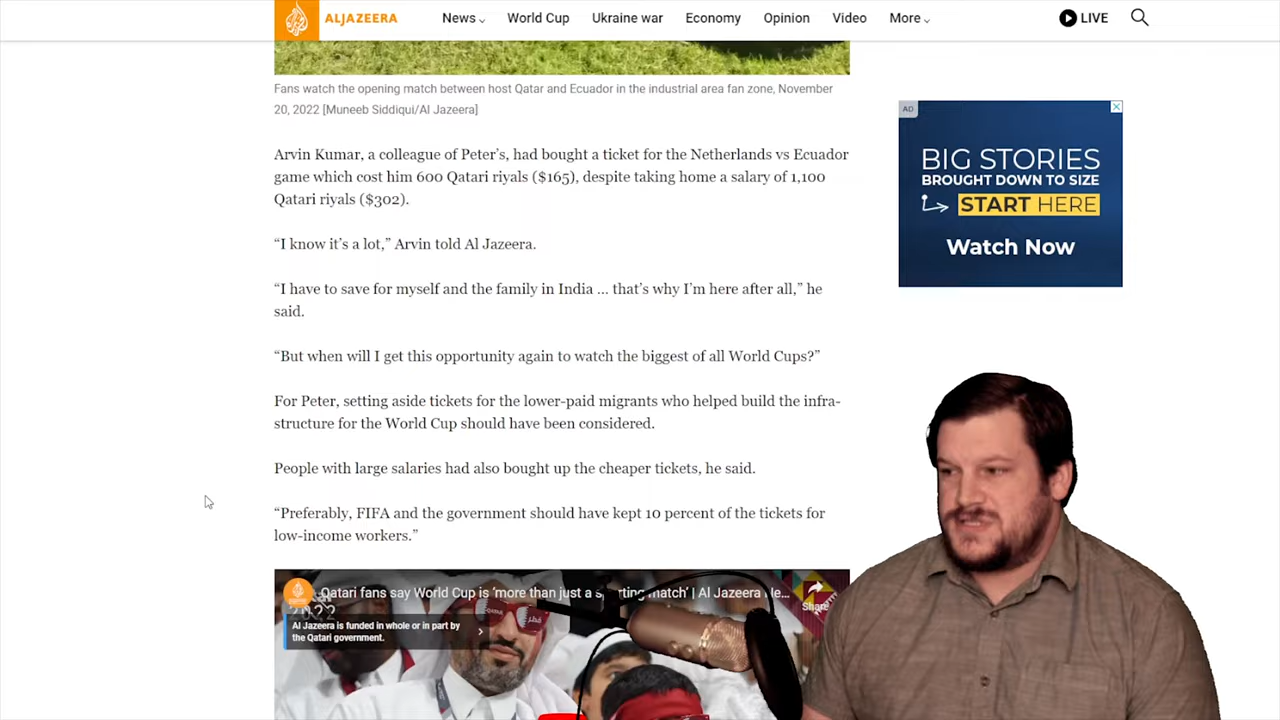 ALJAZEERA
News
World Cup
Ukraine war
Economy
Opinion
Video
More
LIVE
Fans watch the opening match between host Qatar and Ecuador in the industrial area fan zone, November
20, 2022 [Muneeb Siddiqui/Al Jazeera]
Arvin Kumar, a colleague of Peter’s, had bought a ticket for the Netherlands vs Ecuador
game which cost him 600 Qatari riyals ($165), despite taking home a salary of 1,100
Qatari riyals ($302).
“I know it’s a lot,” Arvin told Al Jazeera.
“I have to save for myself and the family in India ... that’s why I’m here after all,” he
said.
“But when will I get this opportunity again to watch the biggest of all World Cups?”
For Peter, setting aside tickets for the lower-paid migrants who helped build the infra-
structure for the World Cup should have been considered.
People with large salaries had also bought up the cheaper tickets, he said.
“Preferably, FIFA and the government should have kept 10 percent of the tickets for
low-income workers.”
AD
BIG STORIES
BROUGHT DOWN TO SIZE
START HERE
Watch Now
Qatari fans say World Cup is ‘more than just a match’ | Al Jazeera
Share
2022
Al Jazeera is funded in whole or in part by
the Qatari government.